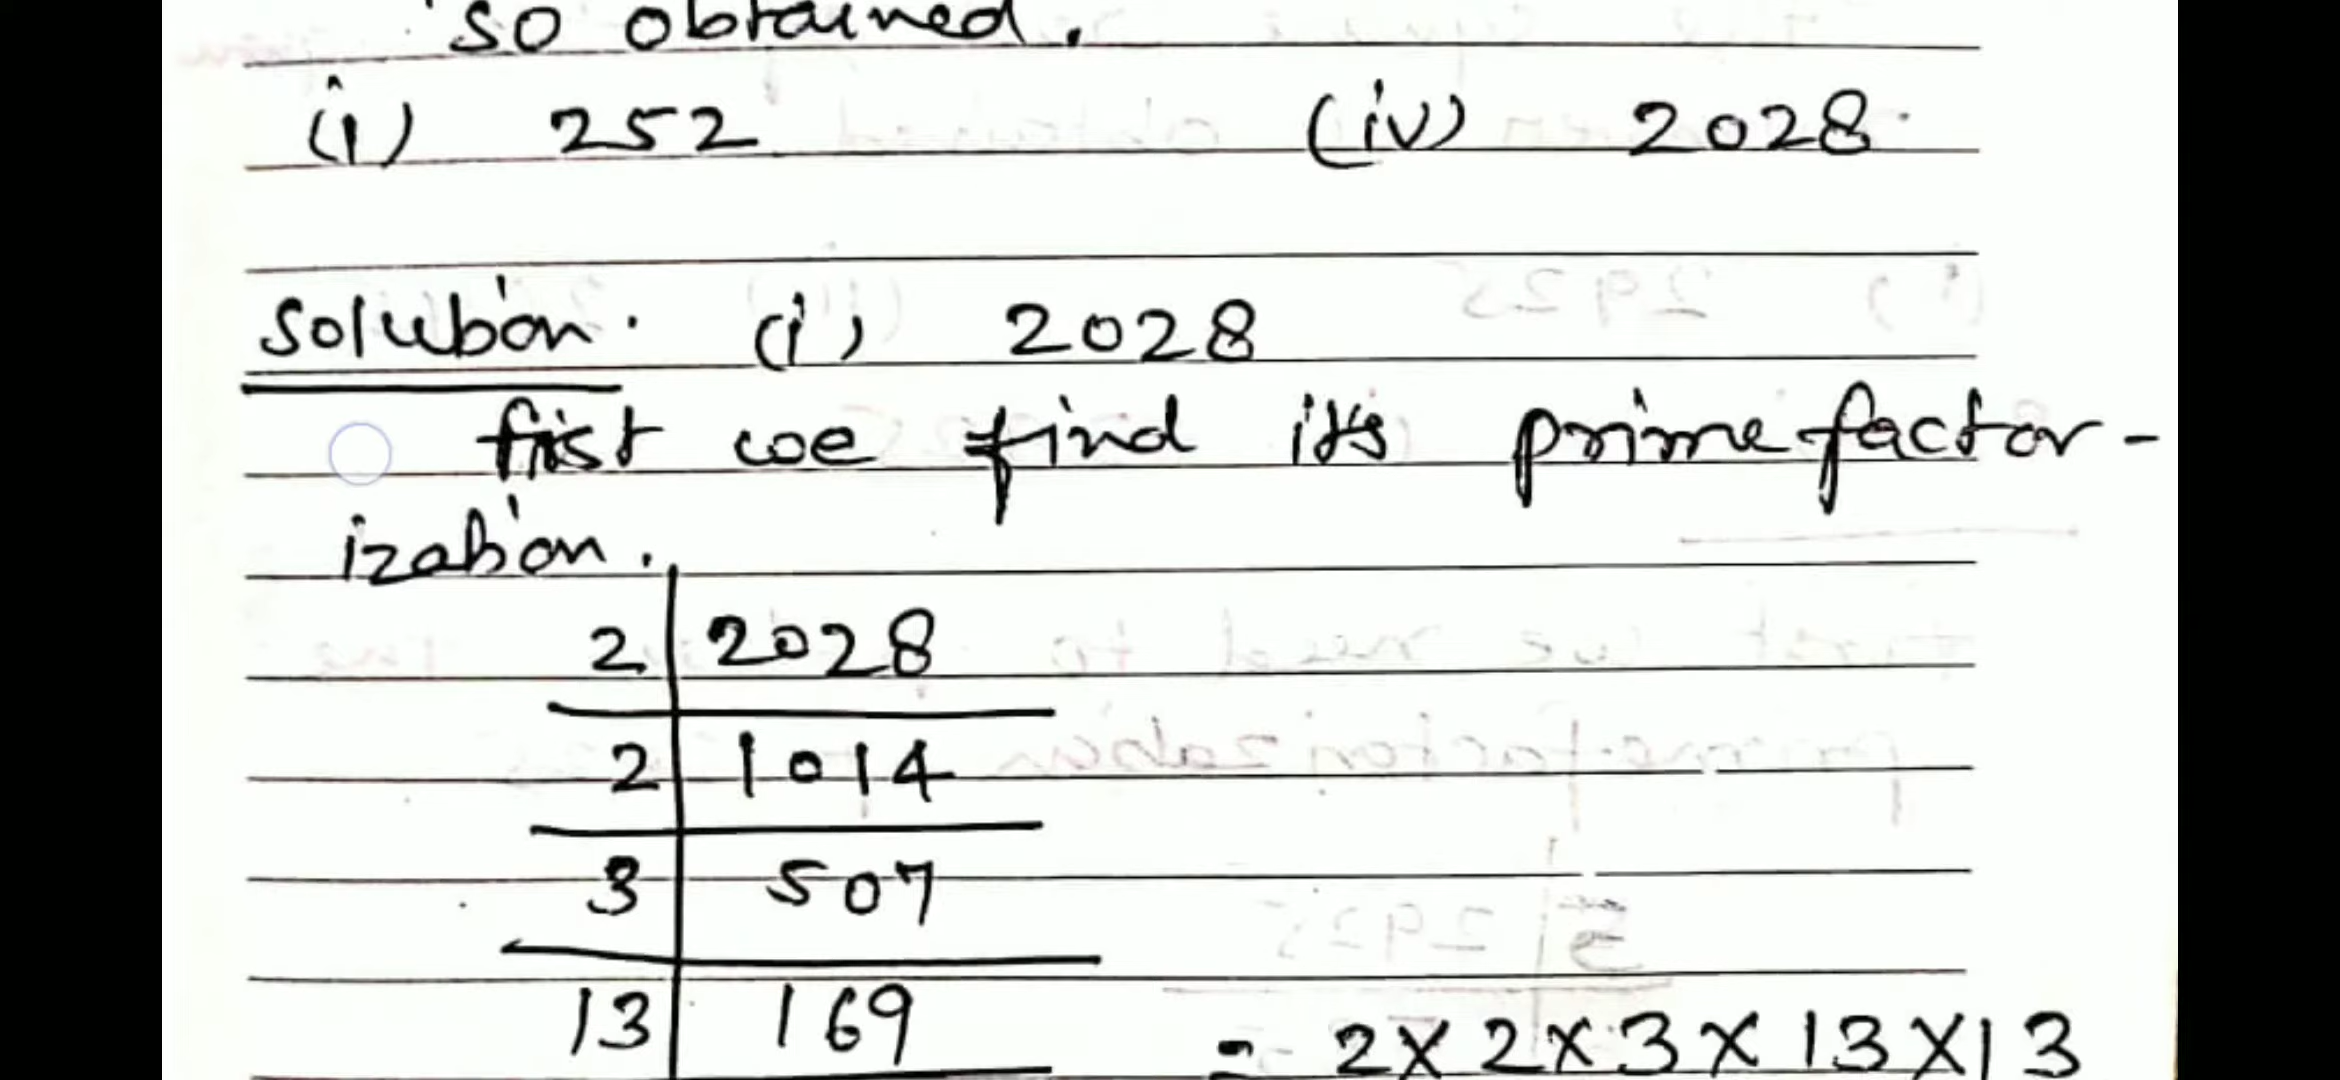 so obtained.
(i) 252 (iv) 2028.
Solution. (i) 2028
first we find it's prime factor-
ization.
2 | 2028
2 | 1014
3 | 507
13 | 169 = 2 × 2 × 3 × 13 × 13